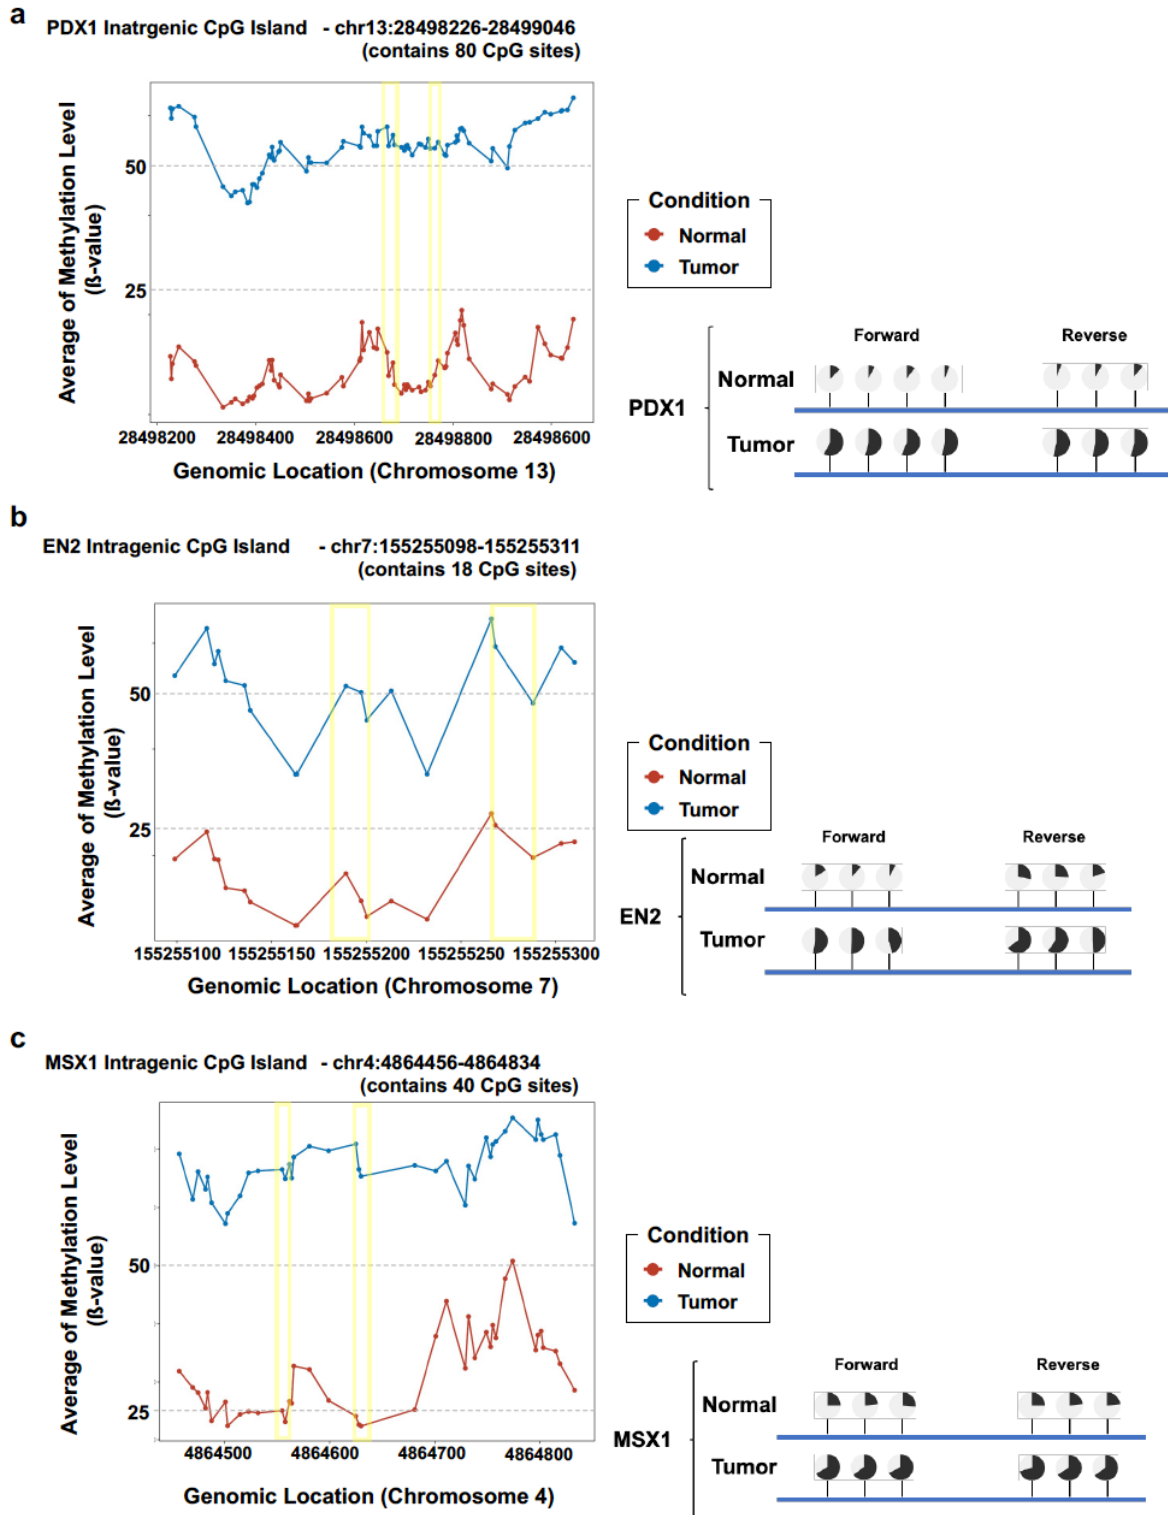 a
PDX1 Inatrgenic CpG Island - chr13:28498226-28499046
(contains 80 CpG sites)
Average of Methylation Level
(ß-value)
50
25
28498200 28498400 28498600 28498800 28498600
Genomic Location (Chromosome 13)
Condition
Normal
Tumor
Forward Reverse
Normal
PDX1
Tumor
b
EN2 Intragenic CpG Island - chr7:155255098-155255311
(contains 18 CpG sites)
Average of Methylation Level
(ß-value)
50
25
155255100 155255150 155255200 155255250 155255300
Genomic Location (Chromosome 7)
Condition
Normal
Tumor
Forward Reverse
Normal
EN2
Tumor
c
MSX1 Intragenic CpG Island - chr4:4864456-4864834
(contains 40 CpG sites)
Average of Methylation Level
(ß-value)
50
25
4864500 4864600 4864700 4864800
Genomic Location (Chromosome 4)
Condition
Normal
Tumor
Forward Reverse
Normal
MSX1
Tumor